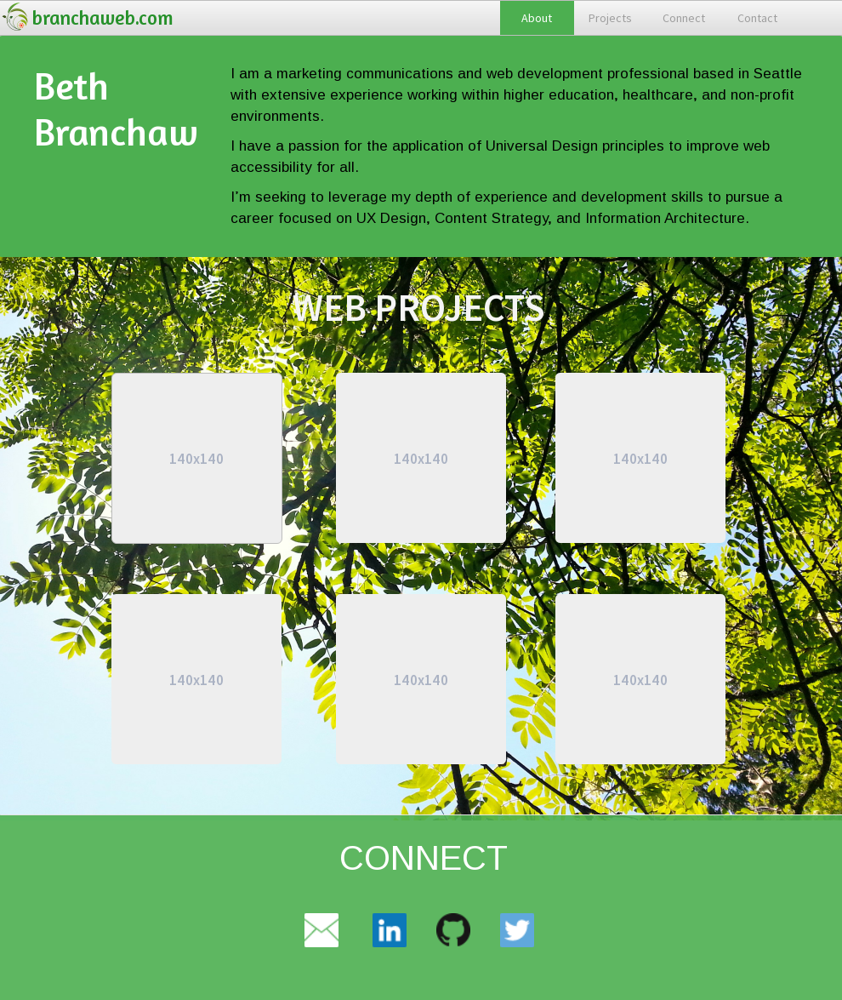 branchaweb.com
About
Projects
Connect
Contact
Beth
Branchaw
I am a marketing communications and web development professional based in Seattle
with extensive experience working within higher education, healthcare, and non-profit
environments.
I have a passion for the application of Universal Design principles to improve web
accessibility for all.
I’m seeking to leverage my depth of experience and development skills to pursue a
career focused on UX Design, Content Strategy, and Information Architecture.
WEB PROJECTS
140x140
140x140
140x140
140x140
140x140
140x140
CONNECT
in